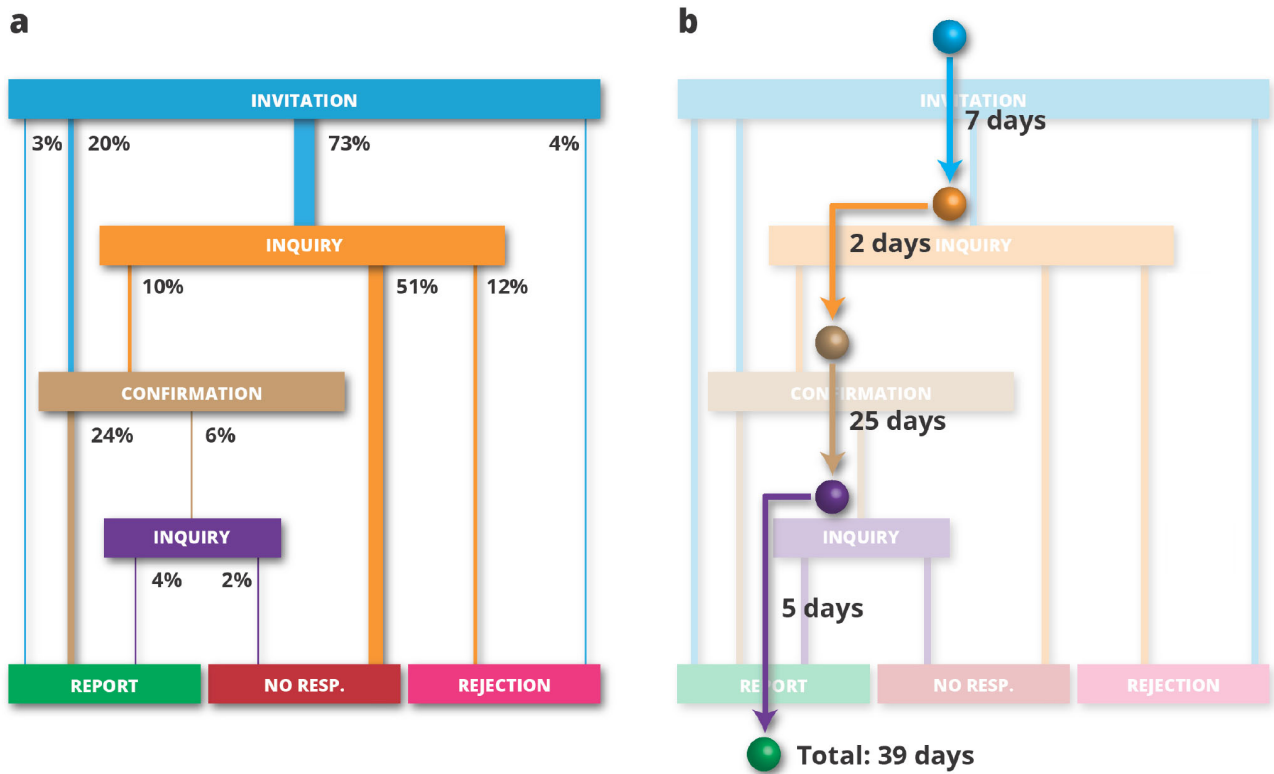 a
INVITATION
3% 20% 73% 4%
INQUIRY
10% 51% 12%
CONFIRMATION
24% 6%
INQUIRY
4% 2%
REPORT NO RESP. REJECTION
b
INVITATION
7 days
2 days INQUIRY
CONFIRMATION
25 days
INQUIRY
5 days
REPORT NO RESP. REJECTION
Total: 39 days